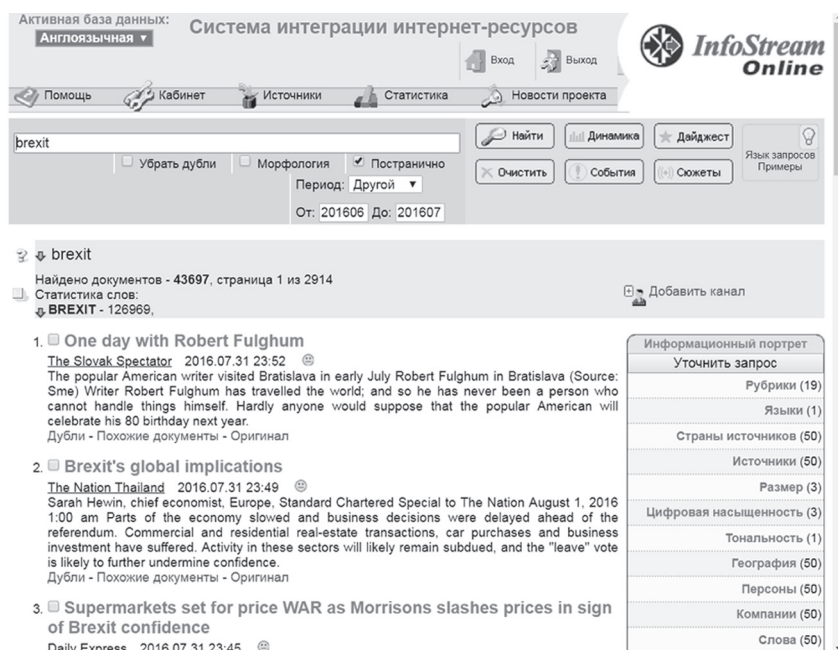 Активная база данных:
Англоязычная ▼
Система интеграции интернет-ресурсов
InfoStream
Online
Вход
Выход
Помощь
Кабинет
Источники
Статистика
Новости проекта
brexit
Найти
Динамика
Дайджест
Язык запросов
Примеры
Убрать дубли
Морфология
Постранично
Очистить
События
Сюжеты
Период: Другой ▼
От: 201606 До: 201607
brexit
Найдено документов - 43697, страница 1 из 2914
Статистика слов:
BREXIT - 126969,
Добавить канал
1. One day with Robert Fulghum
The Slovak Spectator 2016.07.31 23:52
The popular American writer visited Bratislava in early July Robert Fulghum in Bratislava (Source:
Sme) Writer Robert Fulghum has travelled the world; and so he has never been a person who
cannot handle things himself. Hardly anyone would suppose that the popular American will
celebrate his 80 birthday next year.
Дубли - Похожие документы - Оригинал
2. Brexit's global implications
The Nation Thailand 2016.07.31 23:49
Sarah Hewin, chief economist, Europe, Standard Chartered Special to The Nation August 1, 2016
1:00 am Parts of the economy slowed and business decisions were delayed ahead of the
referendum. Commercial and residential real-estate transactions, car purchases and business
investment have suffered. Activity in these sectors will likely remain subdued, and the "leave" vote
is likely to further undermine confidence.
Дубли - Похожие документы - Оригинал
3. Supermarkets set for price WAR as Morrisons slashes prices in sign
of Brexit confidence
Daily Express 2016.07.31 23:45
Информационный портрет
Уточнить запрос
Рубрики (19)
Языки (1)
Страны источников (50)
Источники (50)
Размер (3)
Цифровая насыщенность (3)
Тональность (1)
География (50)
Персоны (50)
Компании (50)
Слова (50)